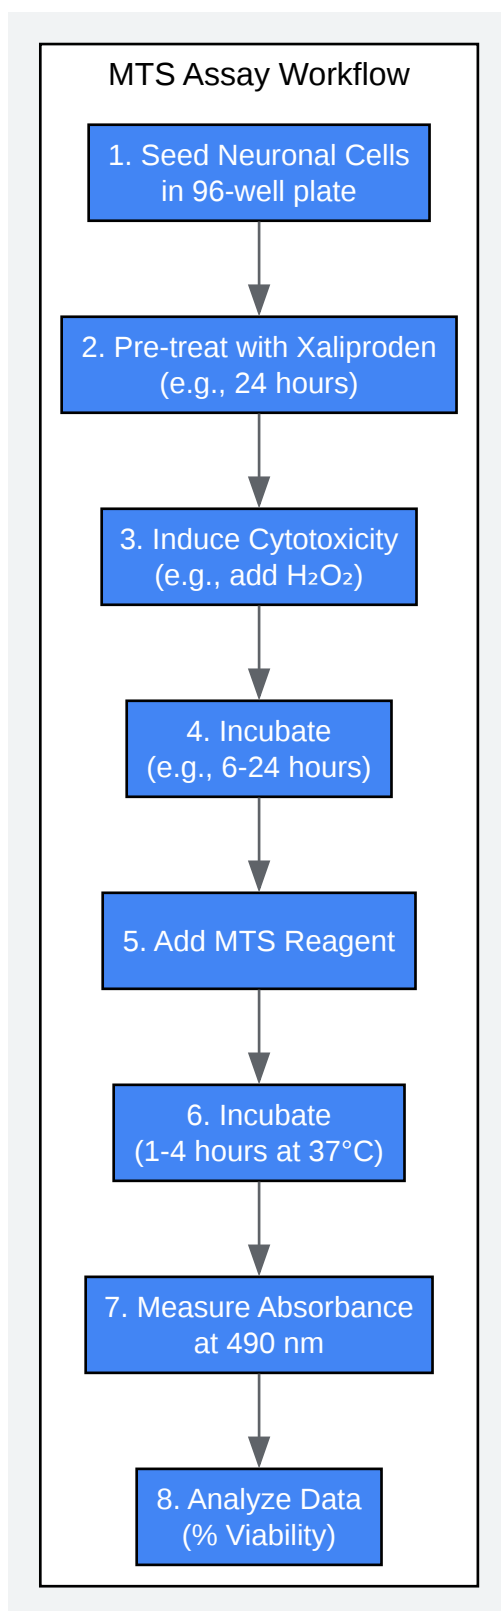 MTS Assay Workflow
1. Seed Neuronal Cells
in 96-well plate
2. Pre-treat with Xaliproden
(e.g., 24 hours)
3. Induce Cytotoxicity
(e.g., add H₂O₂)
4. Incubate
(e.g., 6-24 hours)
5. Add MTS Reagent
6. Incubate
(1-4 hours at 37°C)
7. Measure Absorbance
at 490 nm
8. Analyze Data
(% Viability)